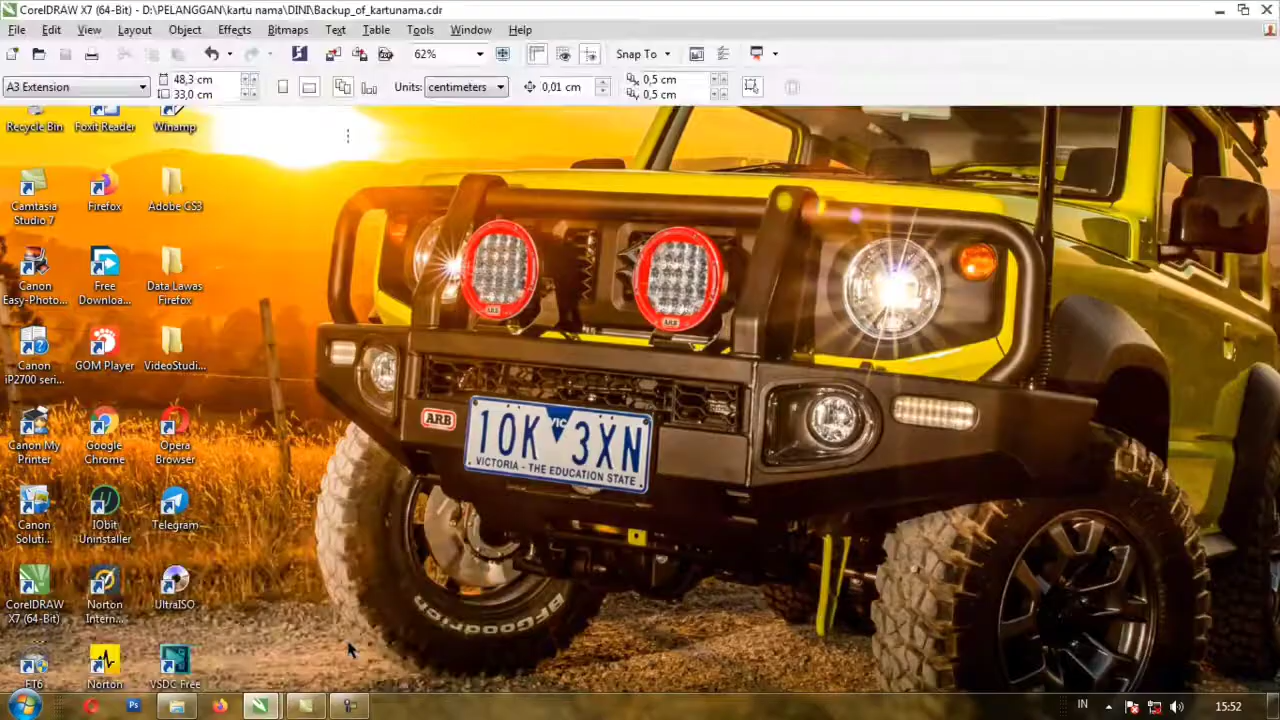 CorelDRAW X7 (64-Bit) - D:\PELANGGAN\kartu nama\DINI\Backup_of_kartunama.cdr
File Edit View Layout Object Effects Bitmaps Text Table Tools Window Help
62% Snap To
A3 Extension 48,3 cm 33,0 cm Units: centimeters 0,01 cm 0,5 cm 0,5 cm
Recycle Bin Foxit Reader Winamp
Camtasia Studio 7 Firefox Adobe CS3
Canon Easy-Photo... Free Downloa... Data Lawas Firefox
Canon iP2700 seri... GOM Player VideoStudi...
Canon My Printer Google Chrome Opera Browser
Canon Soluti... IObit Uninstaller Telegram
CorelDRAW X7 (64-Bit) Norton Intern... UltraISO
FT6 Norton VSDC Free
ARB
ARB
ARB
VIC
10K 3XN
VICTORIA - THE EDUCATION STATE
BFGoodrich
Ps IN 15:52